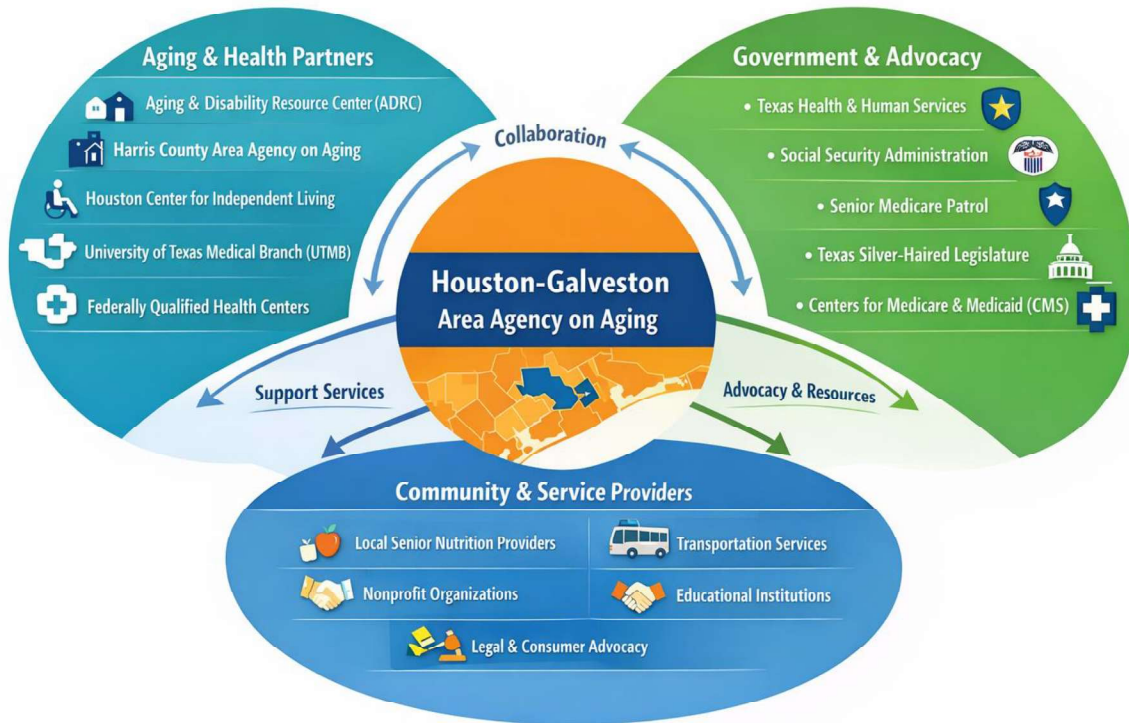 Aging & Health Partners
Aging & Disability Resource Center (ADRC)
Harris County Area Agency on Aging
Houston Center for Independent Living
University of Texas Medical Branch (UTMB)
Federally Qualified Health Centers
Government & Advocacy
• Texas Health & Human Services
• Social Security Administration
• Senior Medicare Patrol
• Texas Silver-Haired Legislature
• Centers for Medicare & Medicaid (CMS)
Collaboration
Houston-Galveston
Area Agency on Aging
Support Services
Advocacy & Resources
Community & Service Providers
Local Senior Nutrition Providers
Transportation Services
Nonprofit Organizations
Educational Institutions
Legal & Consumer Advocacy